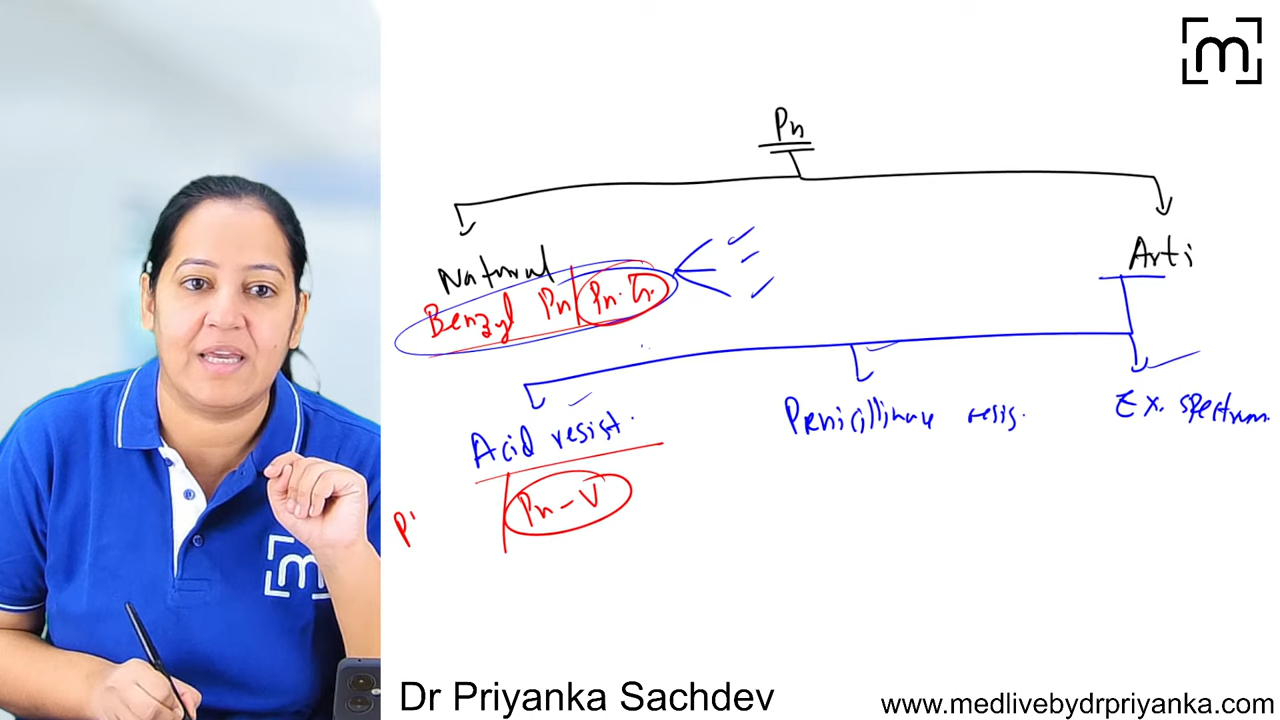 m
Pn
Natural
Arti
Benzyl Pn Pn. G.
Acid resist.
Penicillinase resis.
Ex. spectrum.
Pn-V
P'
m
Dr Priyanka Sachdev
www.medlivebydrpriyanka.com